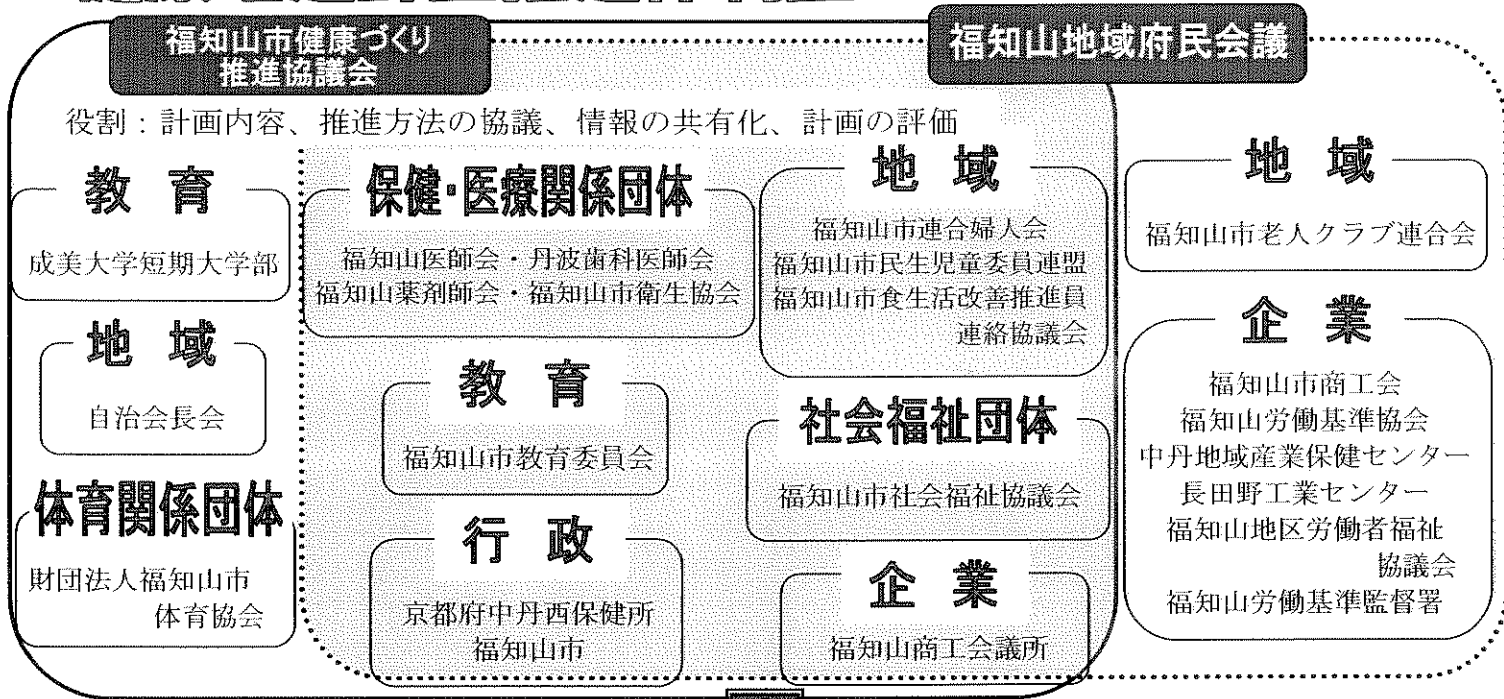 福知山市健康づくり
推進協議会
福知山地域府民会議
役割：計画内容、推進方法の協議、情報の共有化、計画の評価
教　育
成美大学短期大学部
地　域
自治会長会
体育関係団体
財団法人福知山市
体育協会
保健・医療関係団体
福知山医師会・丹波歯科医師会
福知山薬剤師会・福知山市衛生協会
教　育
福知山市教育委員会
行　政
京都府中丹西保健所
福知山市
地　域
福知山市連合婦人会
福知山市民生児童委員連盟
福知山市食生活改善推進員
連絡協議会
社会福祉団体
福知山市社会福祉協議会
企　業
福知山商工会議所
地　域
福知山市老人クラブ連合会
企　業
福知山市商工会
福知山労働基準協会
中丹地域産業保健センター
長田野工業センター
福知山地区労働者福祉
協議会
福知山労働基準監督署